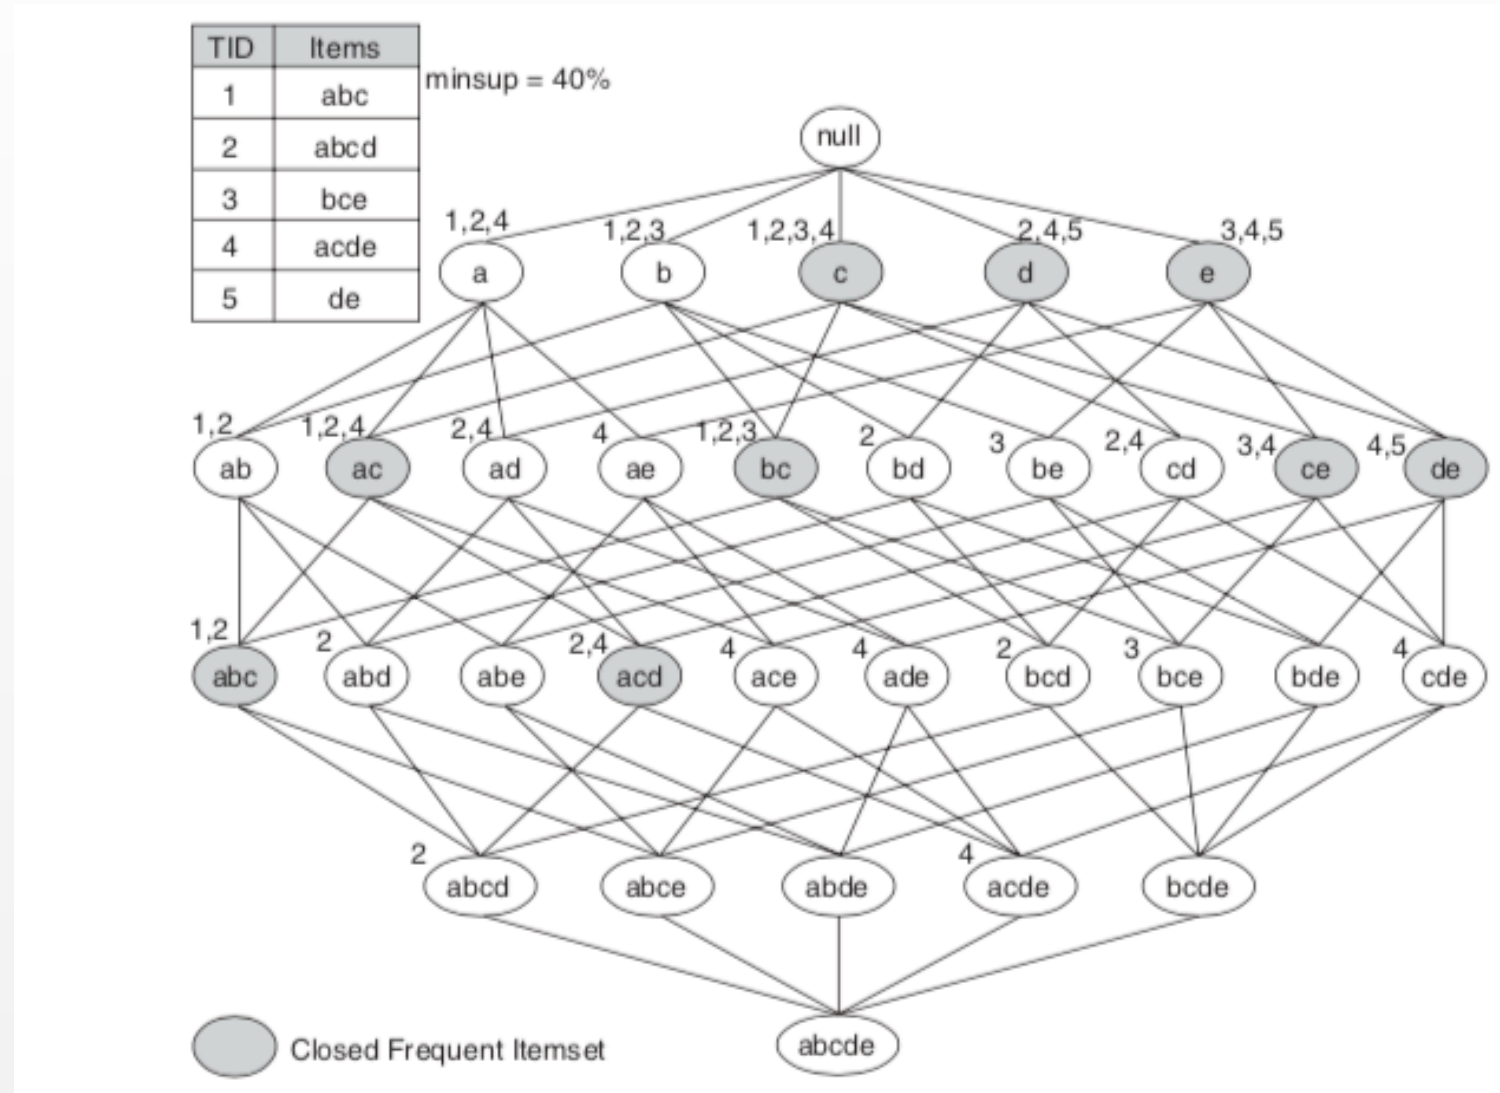 TID Items
1 abc
2 abcd
3 bce
4 acde
5 de
minsup = 40%
null
1,2,4 1,2,3 1,2,3,4 2,4,5 3,4,5
a b c d e
1,2 1,2,4 2,4 4 1,2,3 2 3 2,4 3,4 4,5
ab ac ad ae bc bd be cd ce de
1,2 2 2,4 4 4 2 3 4
abc abd abe acd ace ade bcd bce bde cde
2 4
abcd abce abde acde bcde
abcde
Closed Frequent Itemset